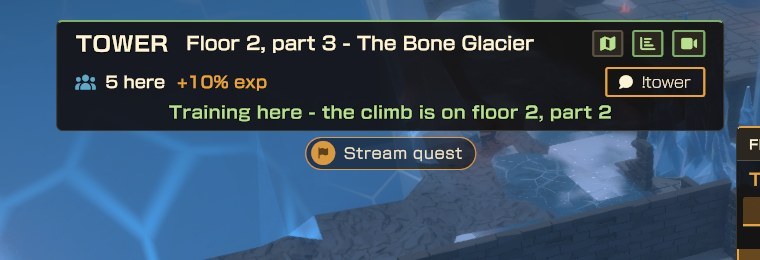 TOWER Floor 2, part 3 - The Bone Glacier
5 here +10% exp
!tower
Training here - the climb is on floor 2, part 2
Stream quest